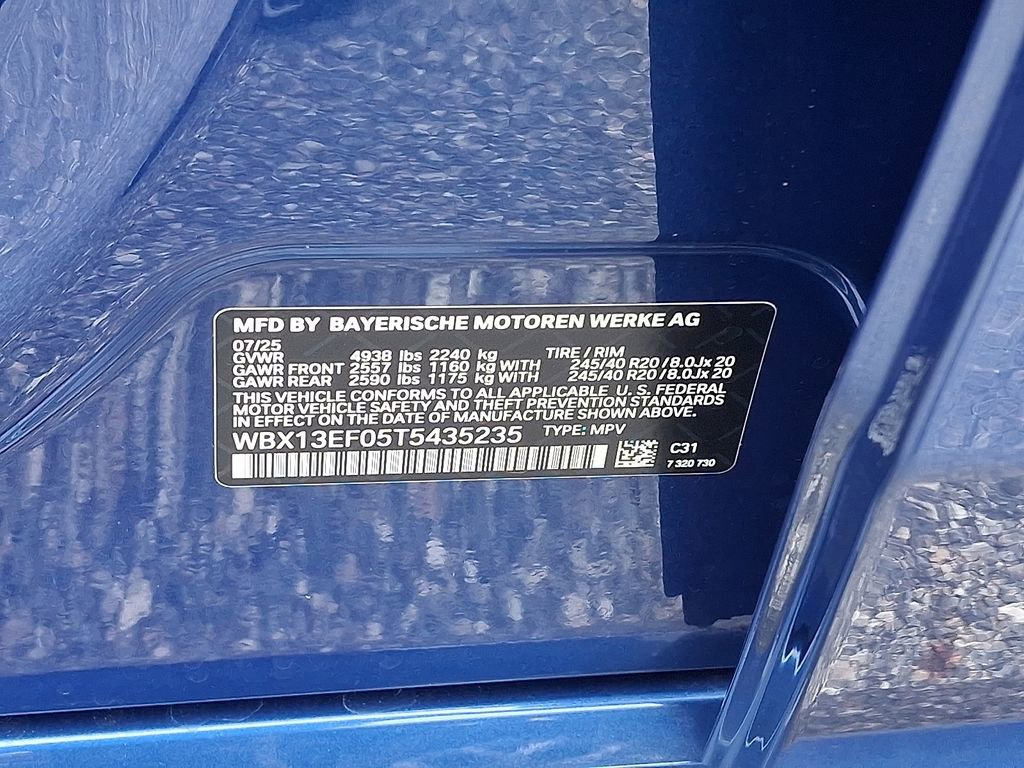 MFD BY BAYERISCHE MOTOREN WERKE AG
07/25
GVWR 4938 lbs 2240 kg TIRE / RIM
GAWR FRONT 2557 lbs 1160 kg WITH 245/40 R20 / 8.0Jx 20
GAWR REAR 2590 lbs 1175 kg WITH 245/40 R20 / 8.0Jx 20
THIS VEHICLE CONFORMS TO ALL APPLICABLE U. S. FEDERAL
MOTOR VEHICLE SAFETY AND THEFT PREVENTION STANDARDS
IN EFFECT ON THE DATE OF MANUFACTURE SHOWN ABOVE.
WBX13EF05T5435235 TYPE: MPV
C31
7 320 730